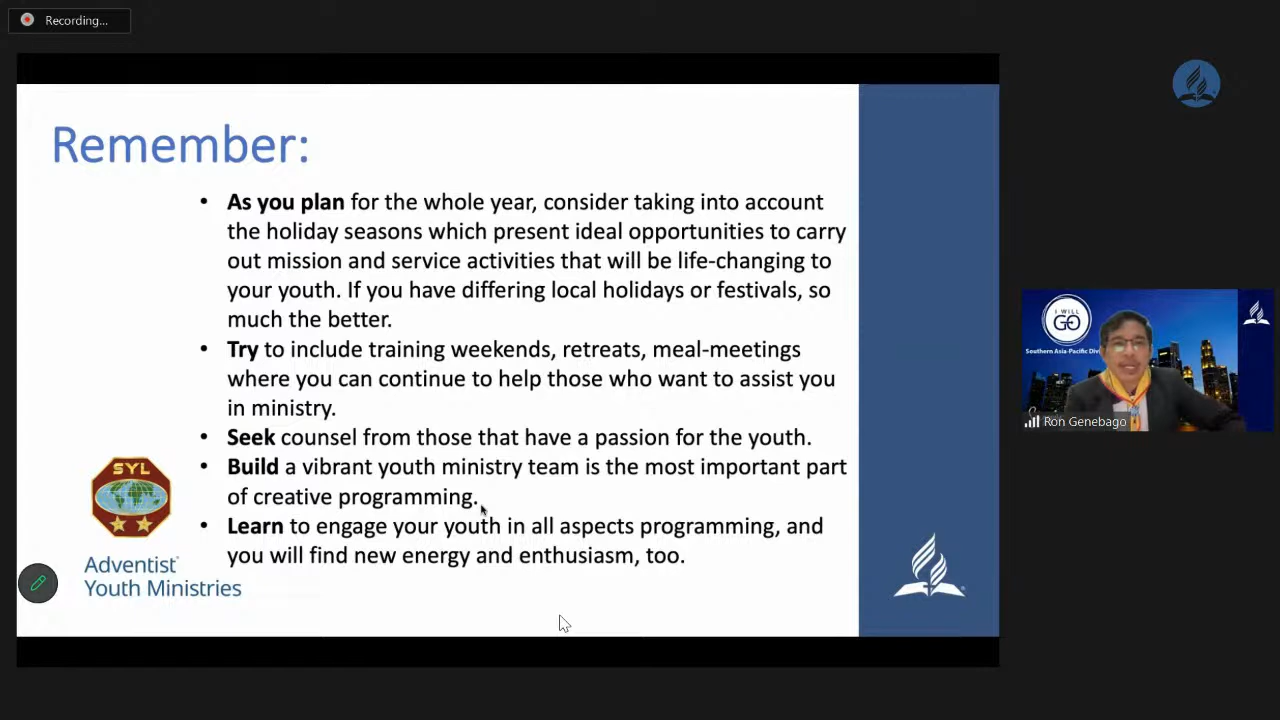 Recording...
Remember:
• As you plan for the whole year, consider taking into account
the holiday seasons which present ideal opportunities to carry
out mission and service activities that will be life-changing to
your youth. If you have differing local holidays or festivals, so
much the better.
• Try to include training weekends, retreats, meal-meetings
where you can continue to help those who want to assist you
in ministry.
• Seek counsel from those that have a passion for the youth.
• Build a vibrant youth ministry team is the most important part
of creative programming.
• Learn to engage your youth in all aspects programming, and
you will find new energy and enthusiasm, too.
SYL
Adventist
Youth Ministries
I WILL
GO
Southern Asia-Pacific Div
Ron Genebago